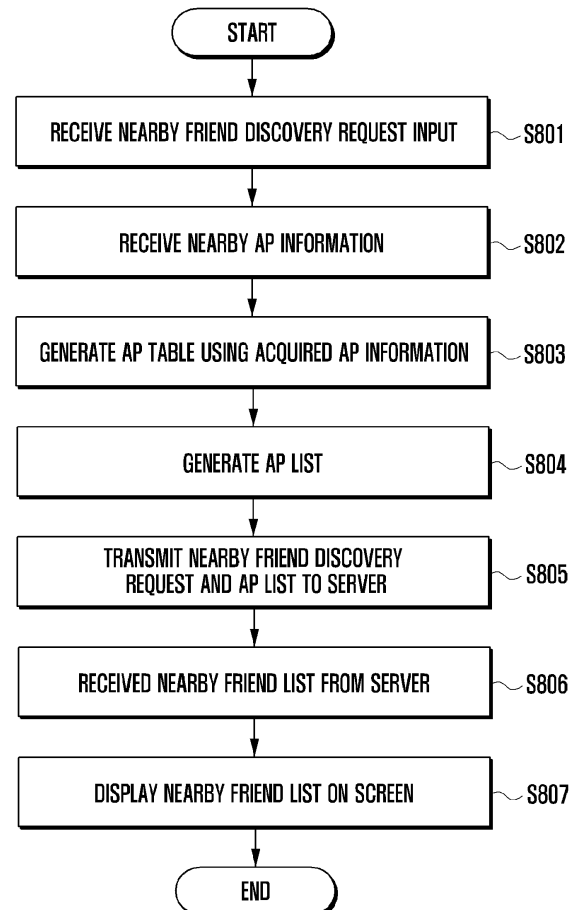 START
RECEIVE NEARBY FRIEND DISCOVERY REQUEST INPUT
S801
RECEIVE NEARBY AP INFORMATION
S802
GENERATE AP TABLE USING ACQUIRED AP INFORMATION
S803
GENERATE AP LIST
S804
TRANSMIT NEARBY FRIEND DISCOVERY
REQUEST AND AP LIST TO SERVER
S805
RECEIVED NEARBY FRIEND LIST FROM SERVER
S806
DISPLAY NEARBY FRIEND LIST ON SCREEN
S807
END